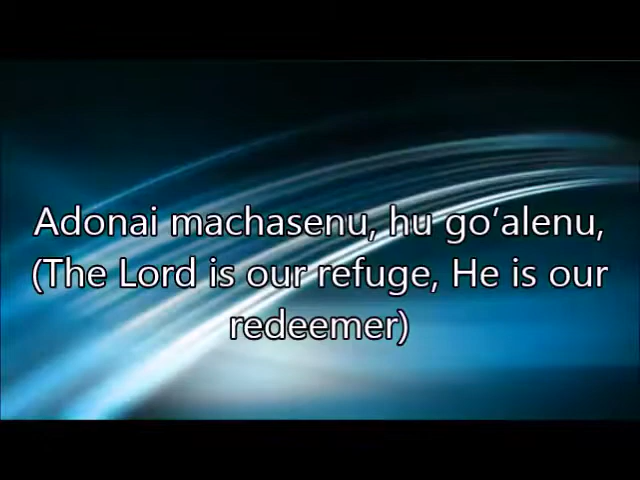 Adonai machasenu, hu go‘alenu,
(The Lord is our refuge, He is our
redeemer)